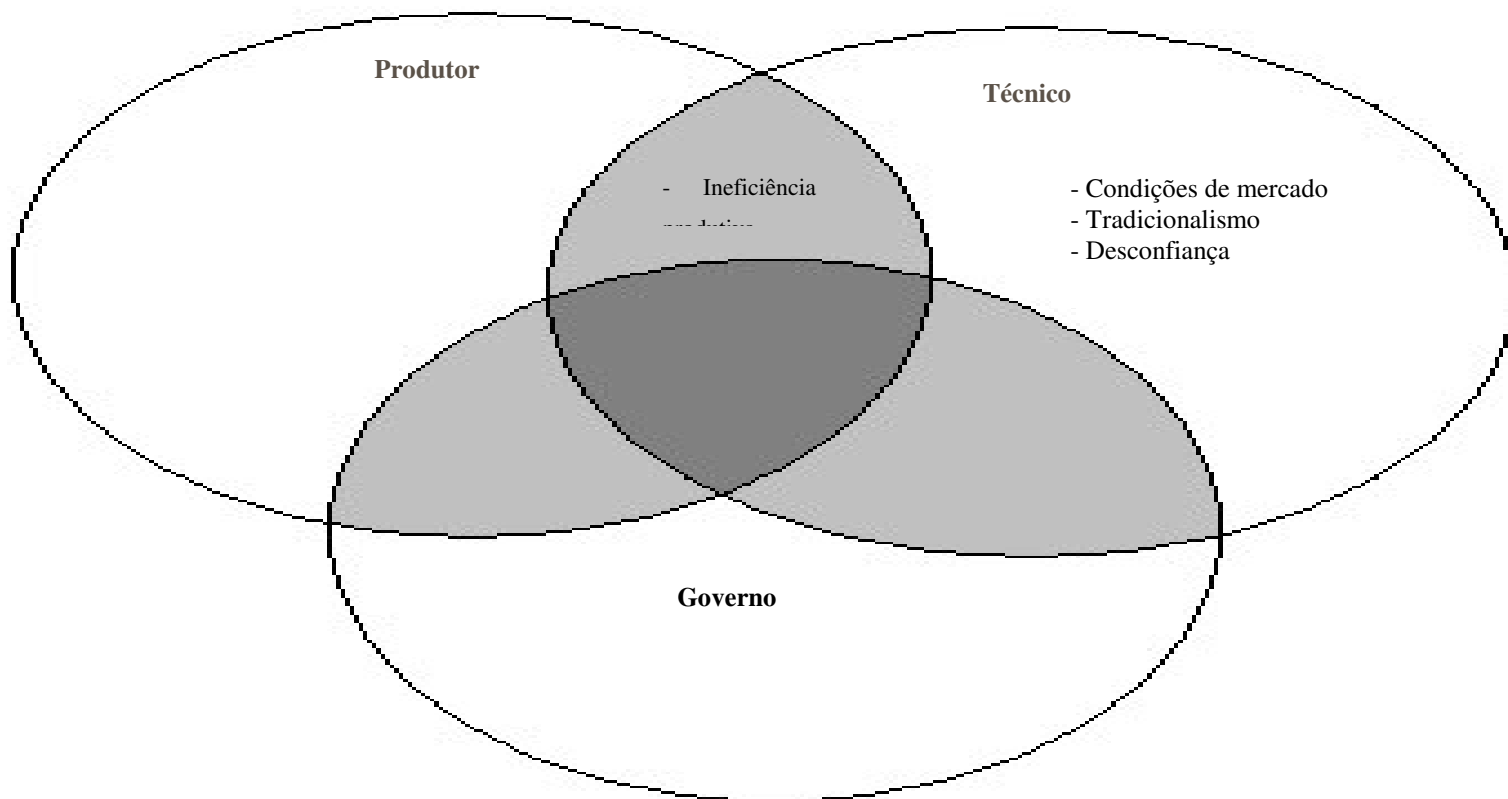 Produtor
Técnico
- Ineficiência
- Condições de mercado
- Tradicionalismo
- Desconfiança
Governo